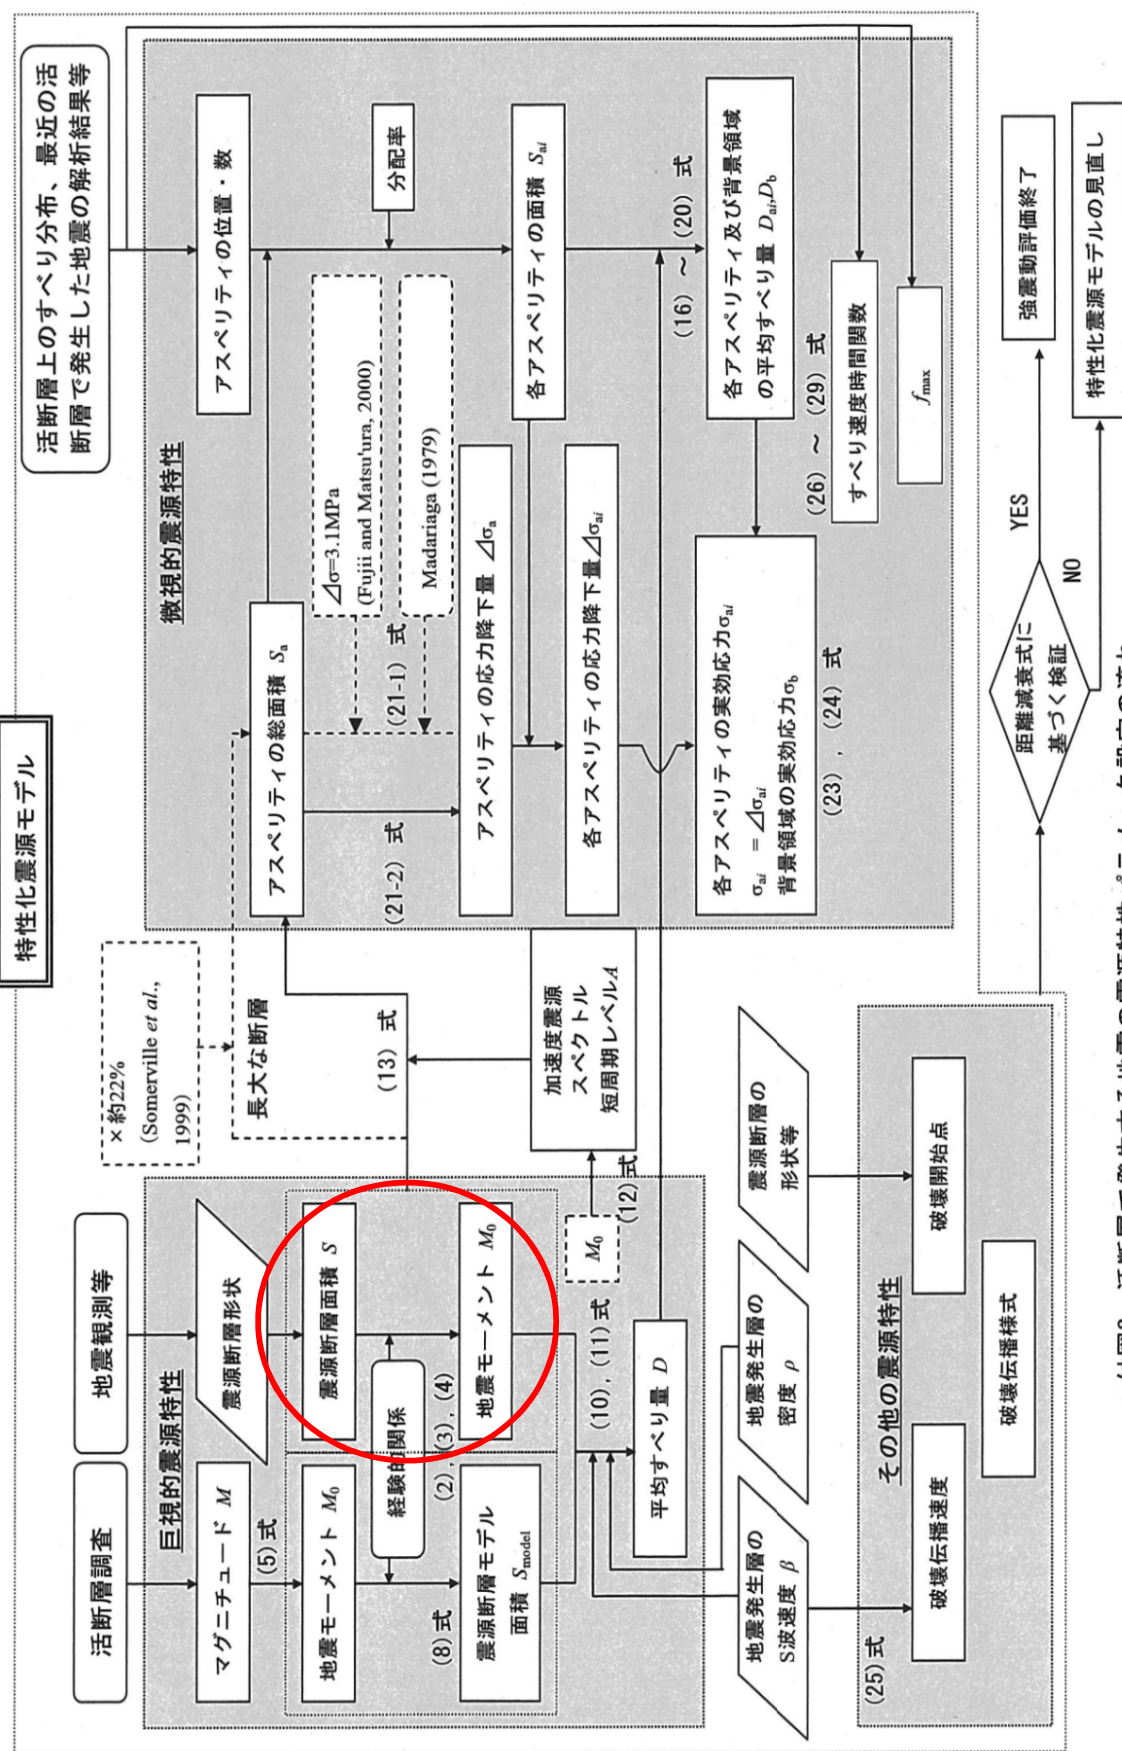 特性化震源モデル
活断層調査
地震観測等
巨視的震源特性
マグニチュード M
(5)式
地震モーメント M₀
(8)式
震源断層モデル
面積 Smodel
震源断層形状
震源断層面積 S
経験的関係
(2),(3),(4)
地震モーメント M₀
(10),(11)式
平均すべり量 D
M₀
(12)式
×約22%
(Somerville et al.,
1999)
長大な断層
(13) 式
加速度震源
スペクトル
短周期レベルA
活断層上のすべり分布、最近の活
断層で発生した地震の解析結果等
微視的震源特性
アスペリティの総面積 Sa
アスペリティの位置・数
Δσ=3.1MPa
(Fujii and Matsu'ura, 2000)
分配率
(21-2) 式
(21-1) 式
Madariaga (1979)
アスペリティの応力降下量 Δσa
各アスペリティの面積 Sai
各アスペリティの応力降下量Δσai
(16) ～ (20) 式
各アスペリティの実効応力σai
σai = Δσai
背景領域の実効応力σb
(23), (24) 式
各アスペリティ及び背景領域
の平均すべり量 Dai,Db
(26) ～ (29) 式
すべり速度時間関数
fmax
地震発生層の
S波速度 β
地震発生層の
密度 ρ
震源断層の
形状等
(25)式
その他の震源特性
破壊伝播速度
破壊開始点
破壊伝播様式
距離減衰式に
基づく検証
YES
NO
強震動評価終了
特性化震源モデルの見直し